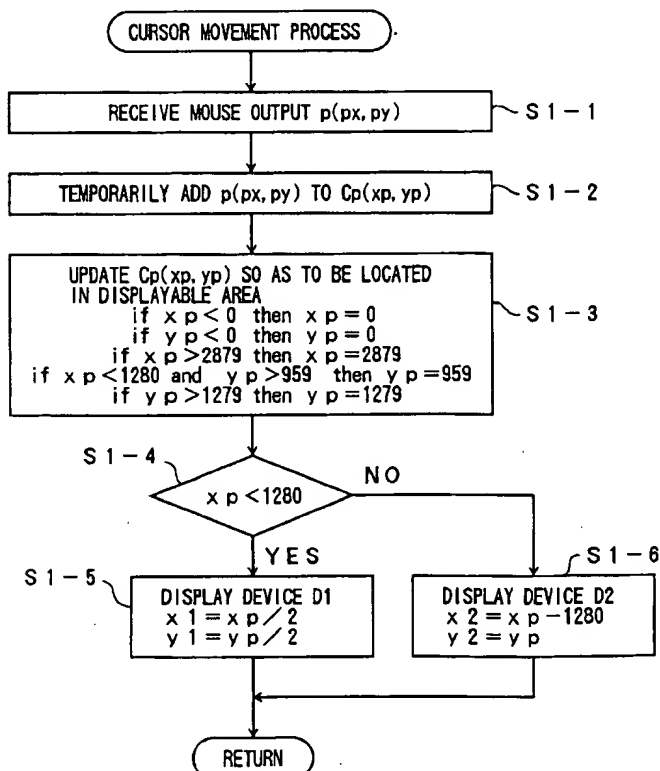 CURSOR MOVEMENT PROCESS
RECEIVE MOUSE OUTPUT p(px, py)
S1-1
TEMPORARILY ADD p(px, py) TO Cp(xp, yp)
S1-2
UPDATE Cp(xp, yp) SO AS TO BE LOCATED
IN DISPLAYABLE AREA
if xp<0 then xp=0
if yp<0 then yp=0
if xp>2879 then xp=2879
if xp<1280 and yp>959 then yp=959
if yp>1279 then yp=1279
S1-3
S1-4
xp<1280
NO
YES
S1-5
DISPLAY DEVICE D1
x1=xp/2
y1=yp/2
S1-6
DISPLAY DEVICE D2
x2=xp-1280
y2=yp
RETURN